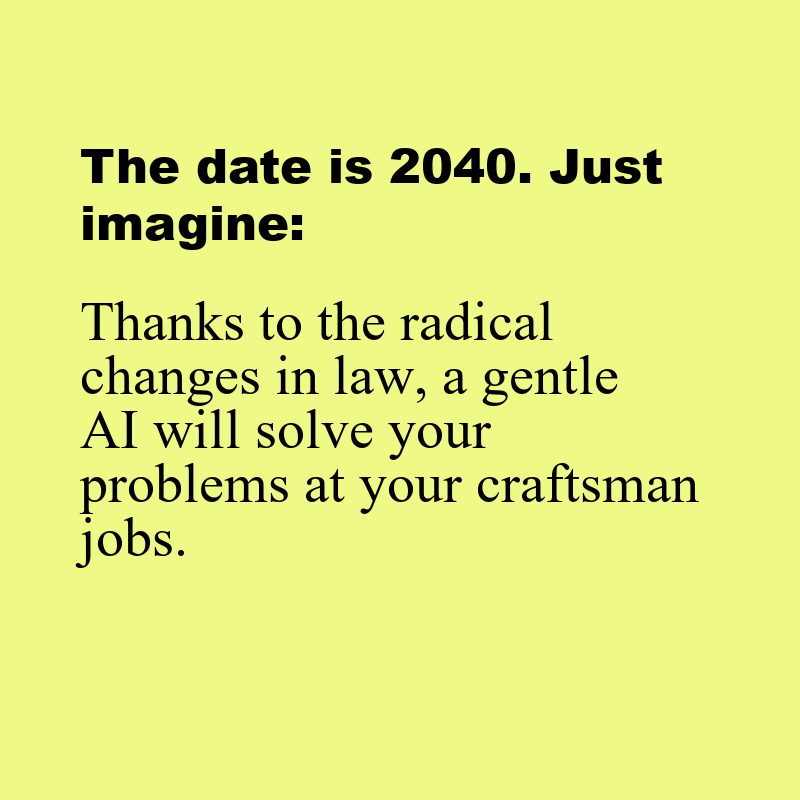 The date is 2040. Just
imagine:
Thanks to the radical
changes in law, a gentle
AI will solve your
problems at your craftsman
jobs.